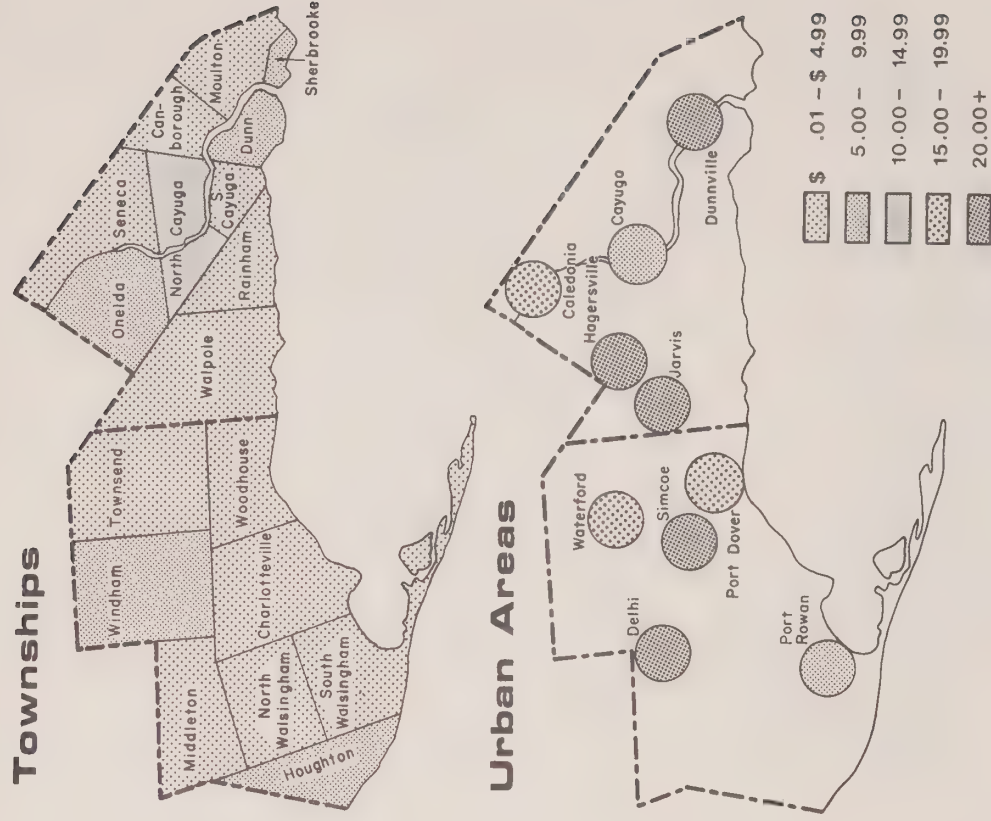 Townships
Windham
Townsend
Middleton
North
Walsingham
South
Walsingham
Houghton
Charlotteville
Woodhouse
Walpole
Oneida
Seneca
North
Cayuga
Rainham
S.
Cayuga
Can-
borough
Moulton
Dunn
Sherbrooke
Urban Areas
Delhi
Waterford
Simcoe
Port Dover
Port
Rowan
Caledonia
Hagersville
Jarvis
Cayuga
Dunnville
$ .01 - $ 4.99
5.00 - 9.99
10.00 - 14.99
15.00 - 19.99
20.00 +